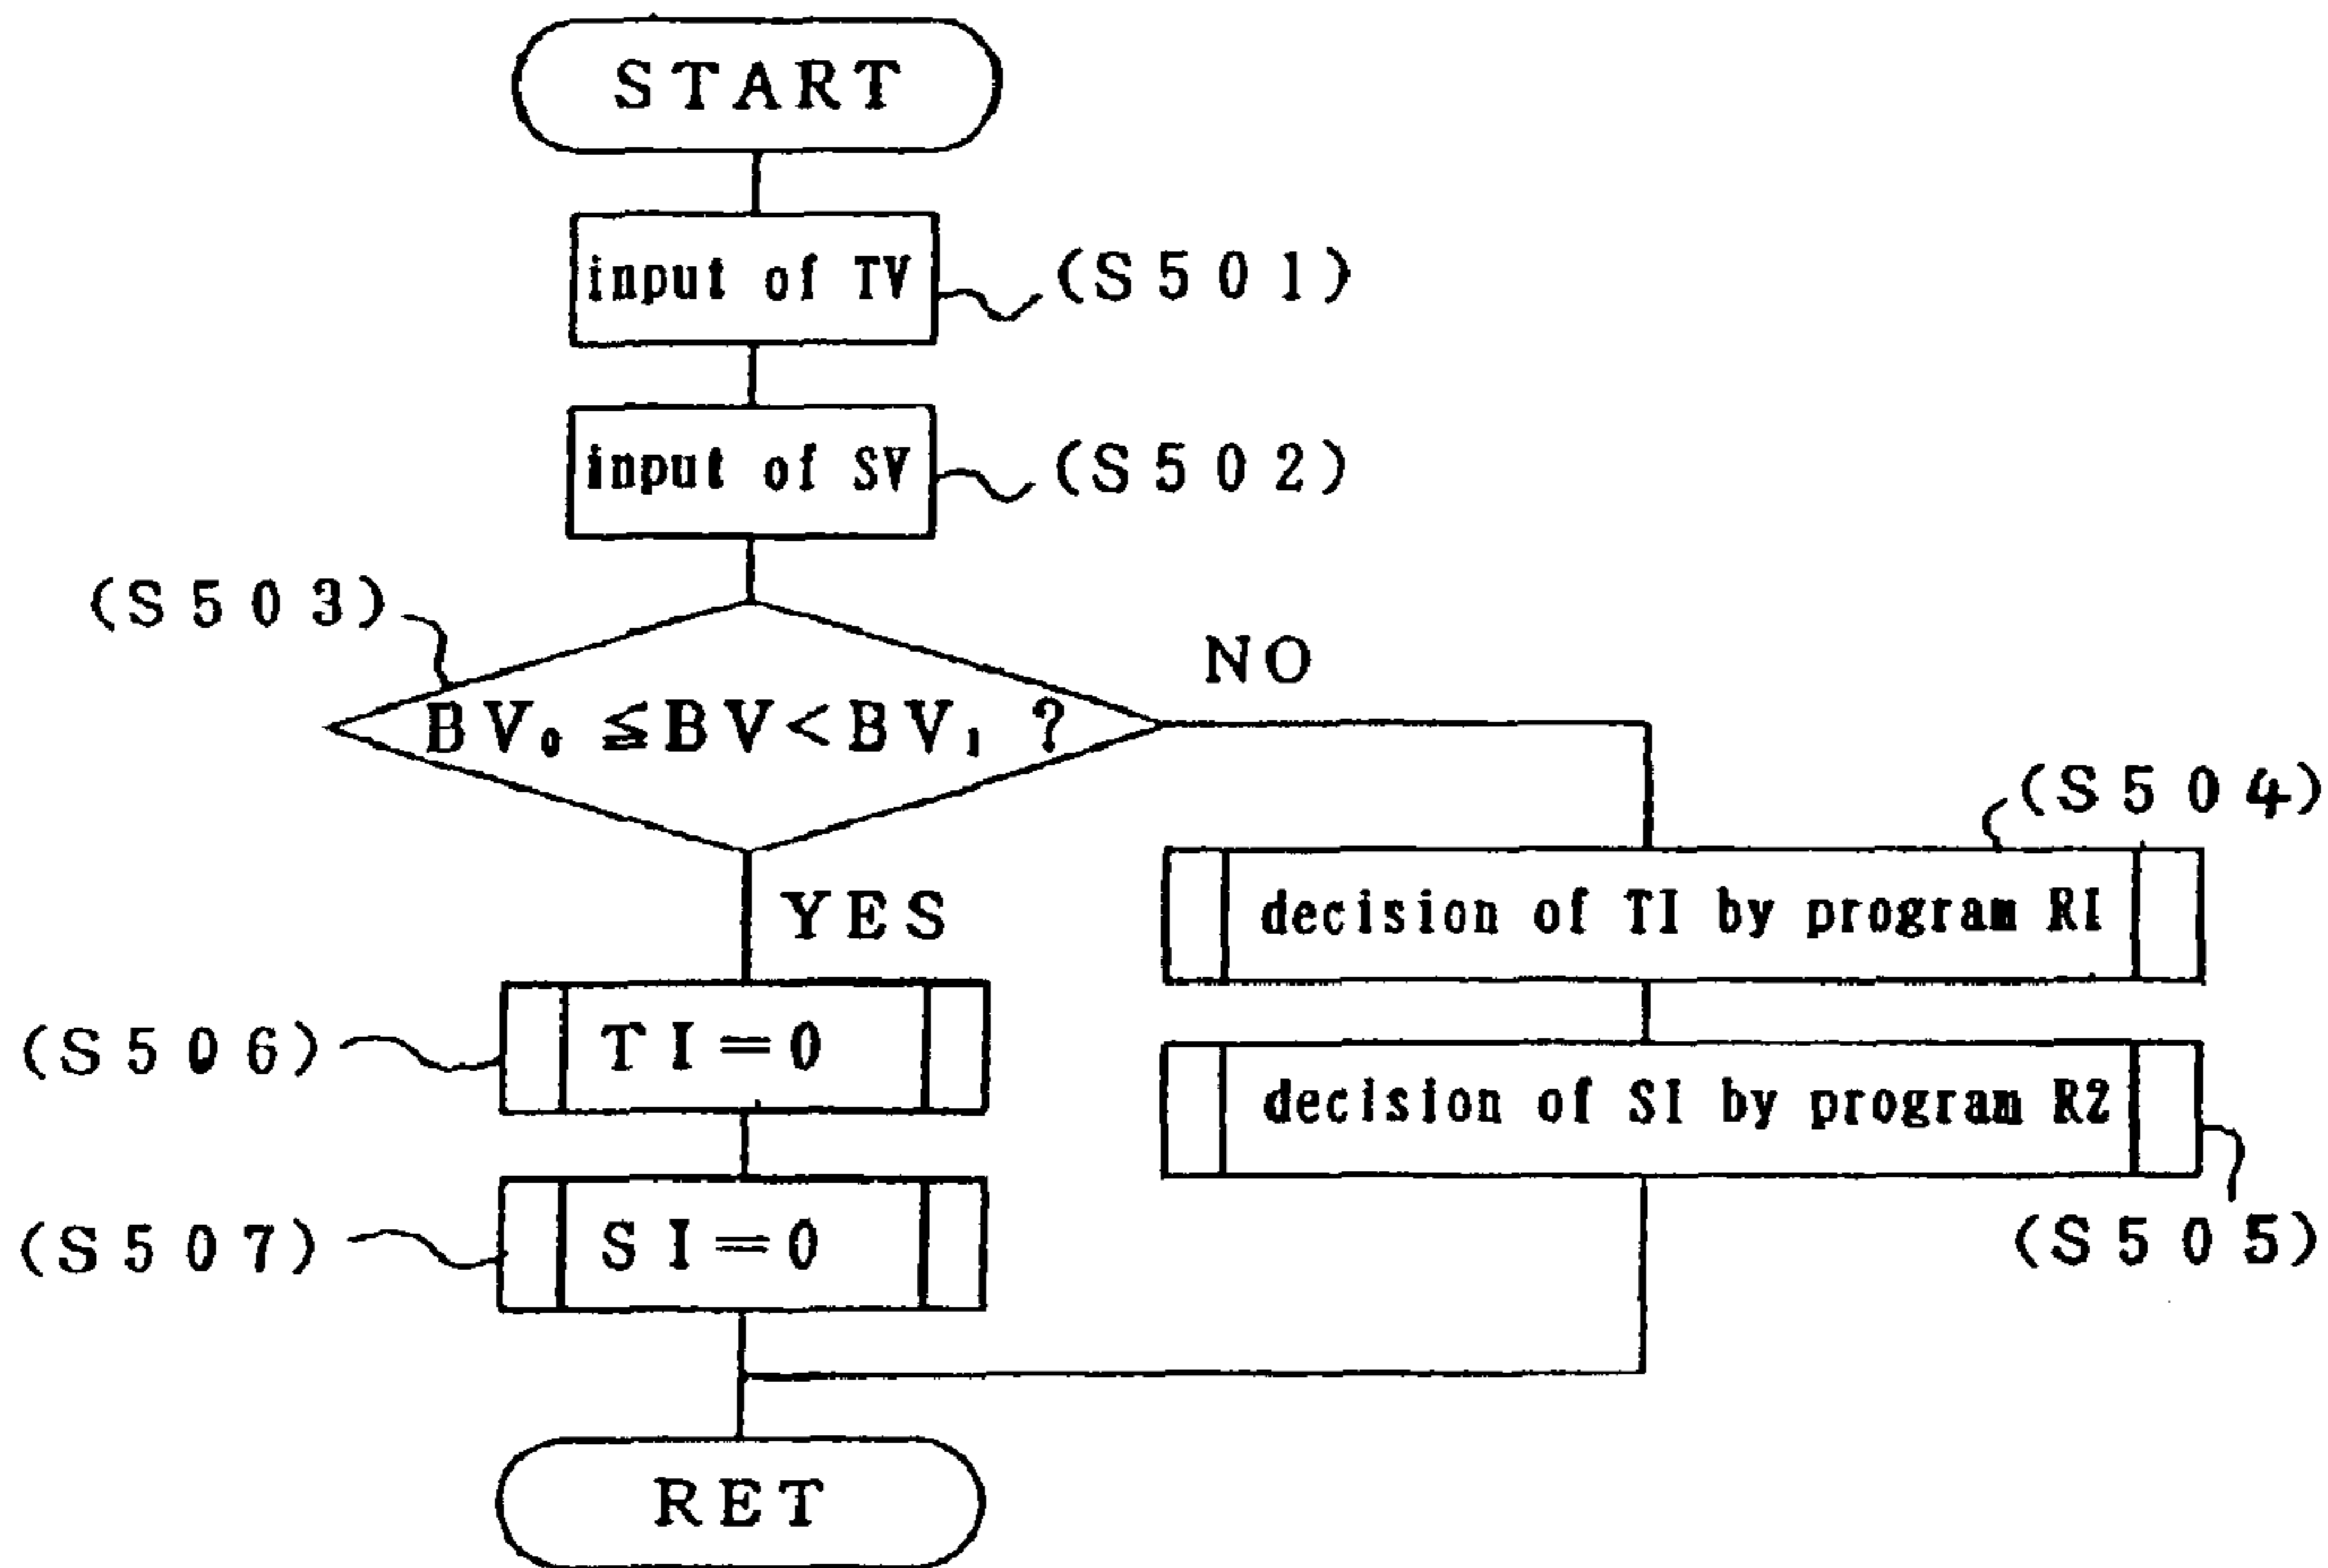 START
input of TV
(S501)
input of SV
(S502)
(S503)
BV₀ ≦BV<BV₁ ?
NO
YES
(S504)
decision of TI by program R1
(S506)
TI=0
decision of SI by program R2
(S505)
(S507)
SI=0
RET